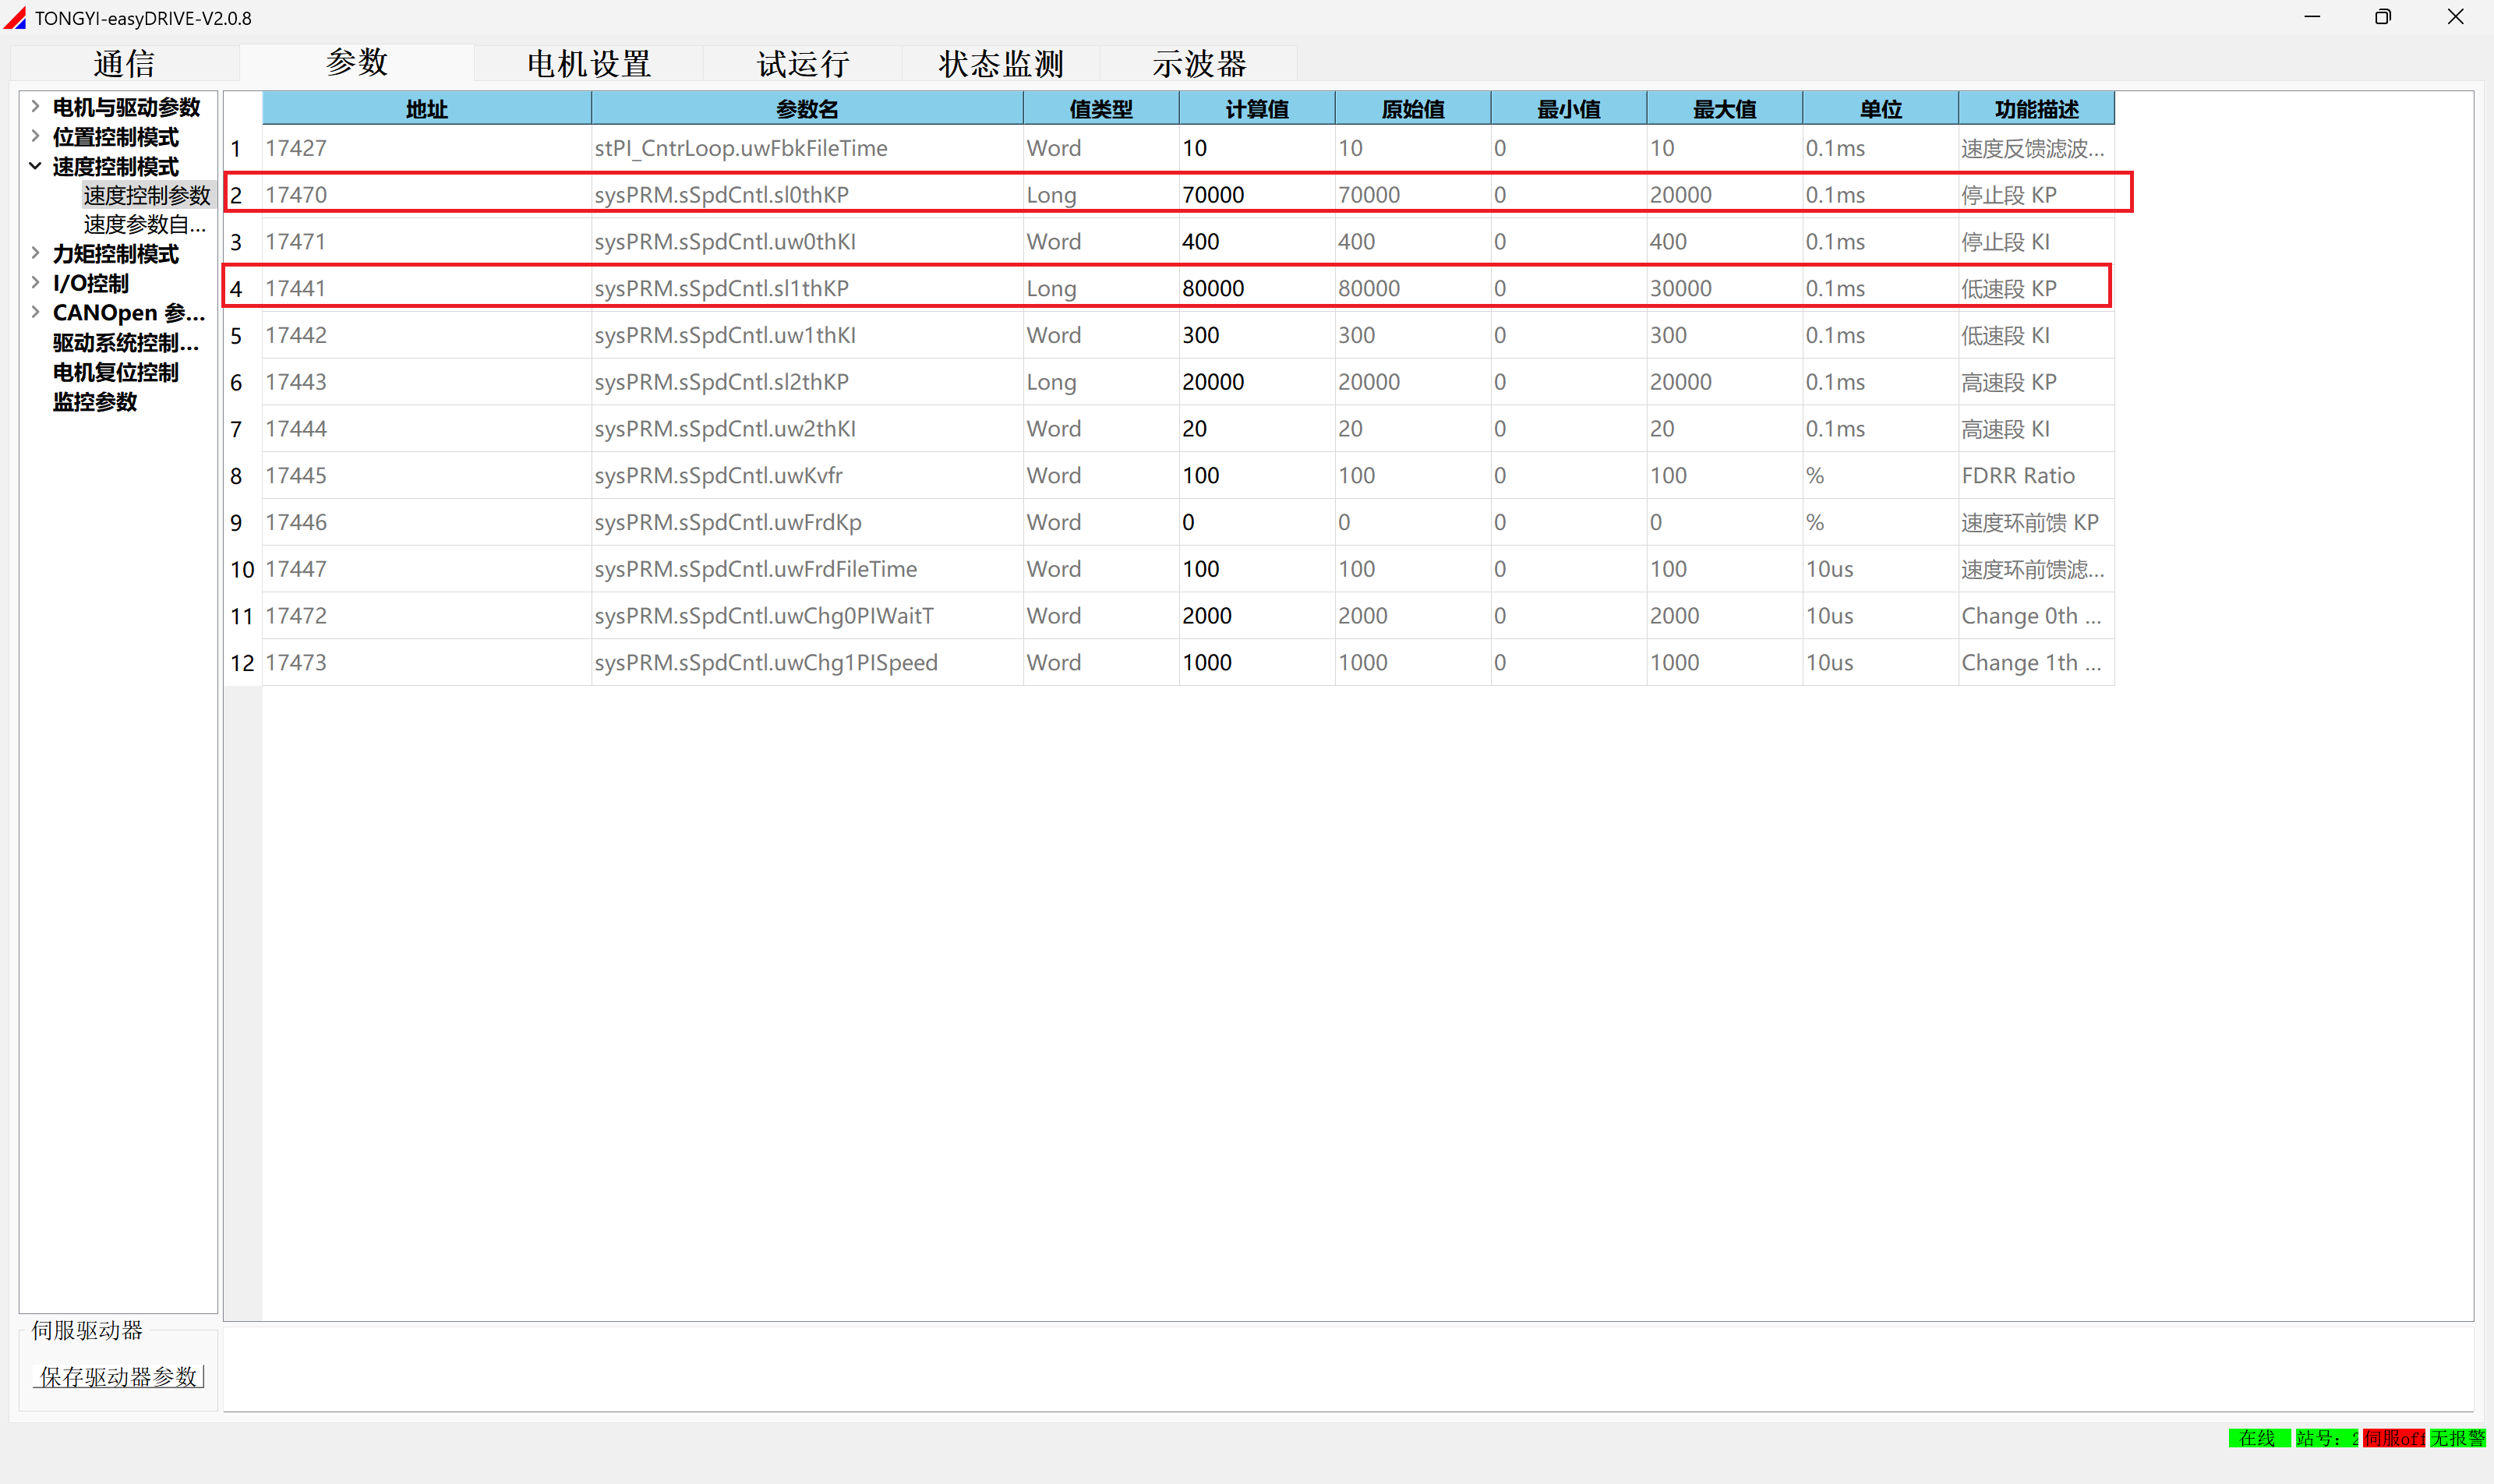 TONGYI-easyDRIVE-V2.0.8
通信 参数 电机设置 试运行 状态监测 示波器
电机与驱动参数
位置控制模式
速度控制模式
速度控制参数
速度参数自...
力矩控制模式
I/O控制
CANOpen 参...
驱动系统控制...
电机复位控制
监控参数
地址 参数名 值类型 计算值 原始值 最小值 最大值 单位 功能描述
1 17427 stPI_CntrLoop.uwFbkFileTime Word 10 10 0 10 0.1ms 速度反馈滤波...
2 17470 sysPRM.sSpdCntl.sl0thKP Long 70000 70000 0 20000 0.1ms 停止段 KP
3 17471 sysPRM.sSpdCntl.uw0thKI Word 400 400 0 400 0.1ms 停止段 KI
4 17441 sysPRM.sSpdCntl.sl1thKP Long 80000 80000 0 30000 0.1ms 低速段 KP
5 17442 sysPRM.sSpdCntl.uw1thKI Word 300 300 0 300 0.1ms 低速段 KI
6 17443 sysPRM.sSpdCntl.sl2thKP Long 20000 20000 0 20000 0.1ms 高速段 KP
7 17444 sysPRM.sSpdCntl.uw2thKI Word 20 20 0 20 0.1ms 高速段 KI
8 17445 sysPRM.sSpdCntl.uwKvfr Word 100 100 0 100 % FDRR Ratio
9 17446 sysPRM.sSpdCntl.uwFrdKp Word 0 0 0 0 % 速度环前馈 KP
10 17447 sysPRM.sSpdCntl.uwFrdFileTime Word 100 100 0 100 10us 速度环前馈滤...
11 17472 sysPRM.sSpdCntl.uwChg0PIWaitT Word 2000 2000 0 2000 10us Change 0th ...
12 17473 sysPRM.sSpdCntl.uwChg1PISpeed Word 1000 1000 0 1000 10us Change 1th ...
伺服驱动器
保存驱动器参数
在线 站号: 2 伺服off 无报警